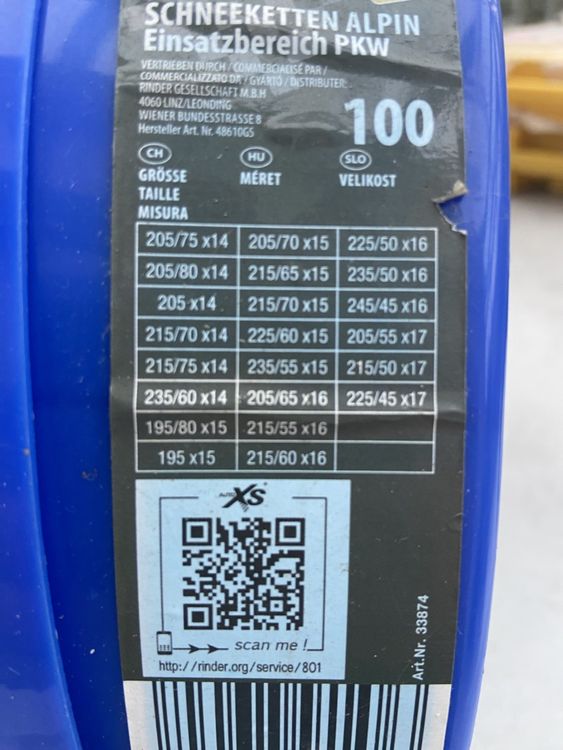 SCHNEEKETTEN ALPIN
Einsatzbereich PKW
VERTRIEBEN DURCH / COMMERCIALISÉ PAR /
COMMERCIALIZZATO DA / GYÁRTÓ / DISTRIBUTER:
RINDER GESELLSCHAFT M.B.H
4060 LINZ/LEONDING
WIENER BUNDESSTRASSE 8
Hersteller Art. Nr. 48610GS
100
CH HU SLO
GRÖSSE MÉRET VELIKOST
TAILLE
MISURA
205/75 x14 205/70 x15 225/50 x16
205/80 x14 215/65 x15 235/50 x16
205 x14 215/70 x15 245/45 x16
215/70 x14 225/60 x15 205/55 x17
215/75 x14 235/55 x15 215/50 x17
235/60 x14 205/65 x16 225/45 x17
195/80 x15 215/55 x16
195 x15 215/60 x16
AUTO XS
scan me !
http://rinder.org/service/801
Art.Nr. 33874